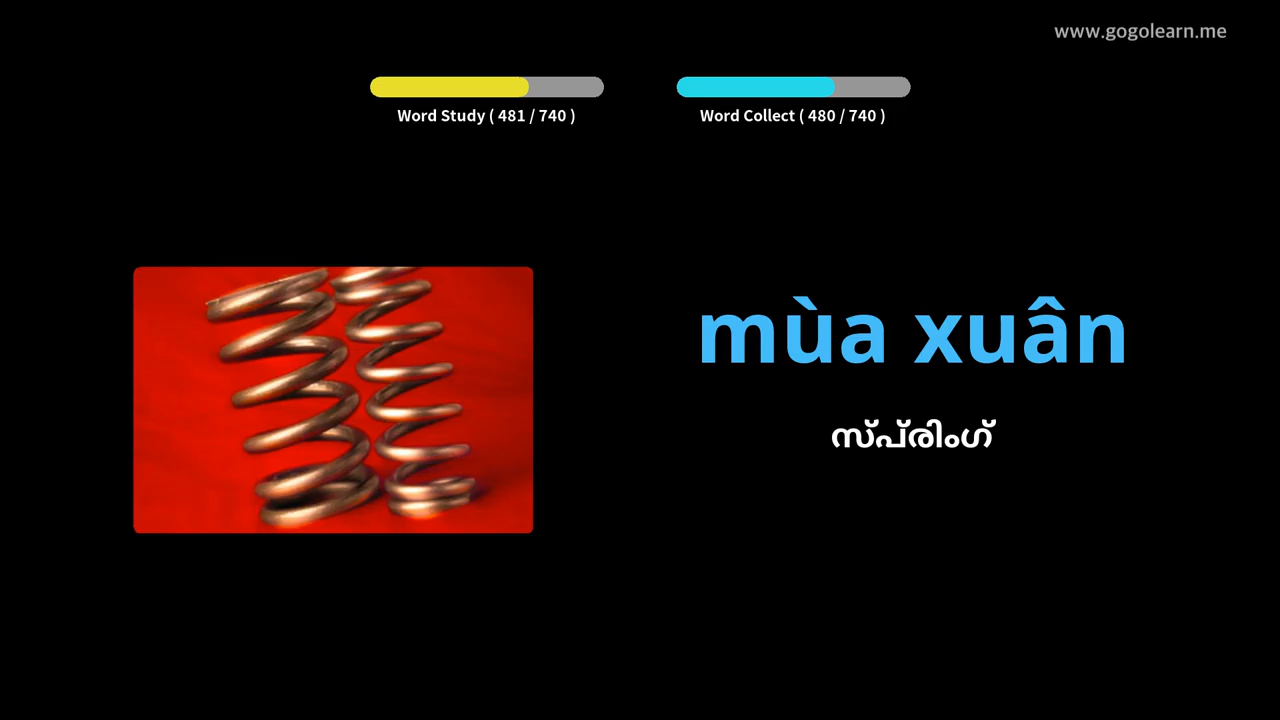 www.gogolearn.me
Word Study ( 481 / 740 )
Word Collect ( 480 / 740 )
mùa xuân
സ്പ്രിംഗ്